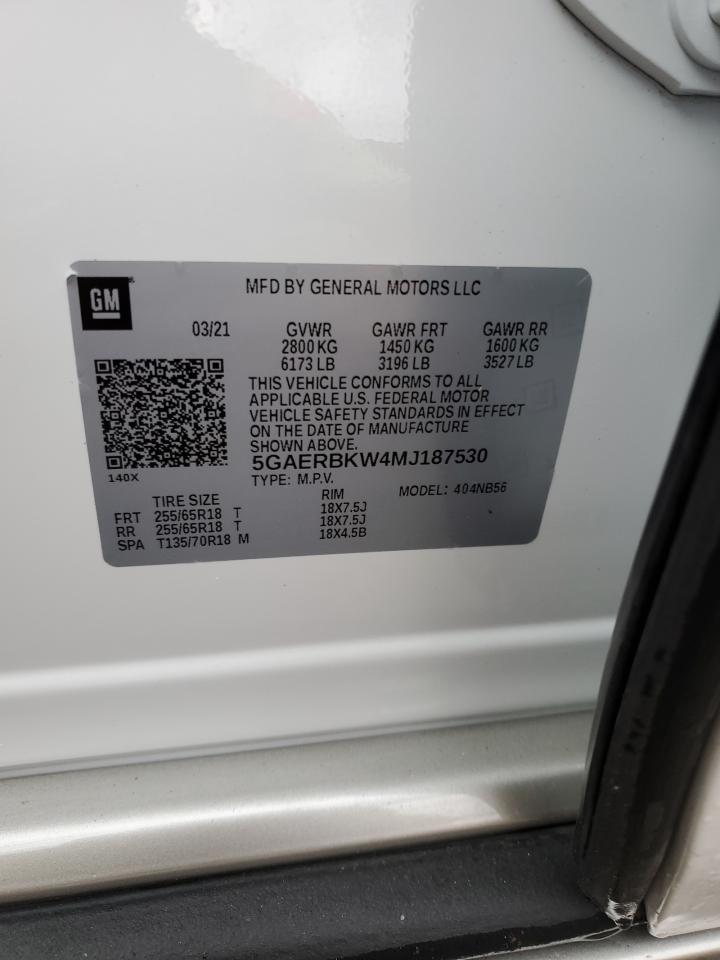 GM
MFD BY GENERAL MOTORS LLC
03/21 GVWR GAWR FRT GAWR RR
2800 KG 1450 KG 1600 KG
6173 LB 3196 LB 3527 LB
THIS VEHICLE CONFORMS TO ALL
APPLICABLE U.S. FEDERAL MOTOR
VEHICLE SAFETY STANDARDS IN EFFECT
ON THE DATE OF MANUFACTURE
SHOWN ABOVE.
140X
5GAERBKW4MJ187530
TYPE: M.P.V. MODEL: 404NB56
TIRE SIZE RIM
FRT 255/65R18 T 18X7.5J
RR 255/65R18 T 18X7.5J
SPA T135/70R18 M 18X4.5B